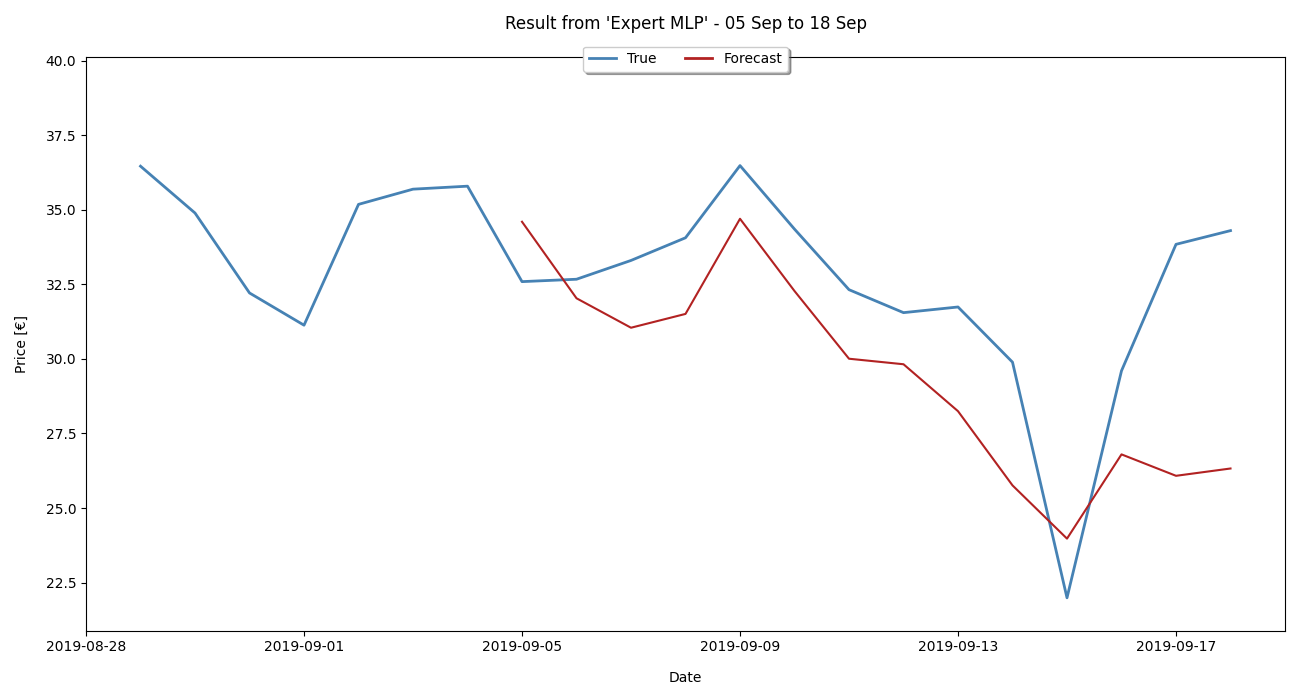 Result from 'Expert MLP' - 05 Sep to 18 Sep
True Forecast
40.0
37.5
35.0
32.5
30.0
27.5
25.0
22.5
Price [€]
2019-08-28 2019-09-01 2019-09-05 2019-09-09 2019-09-13 2019-09-17
Date